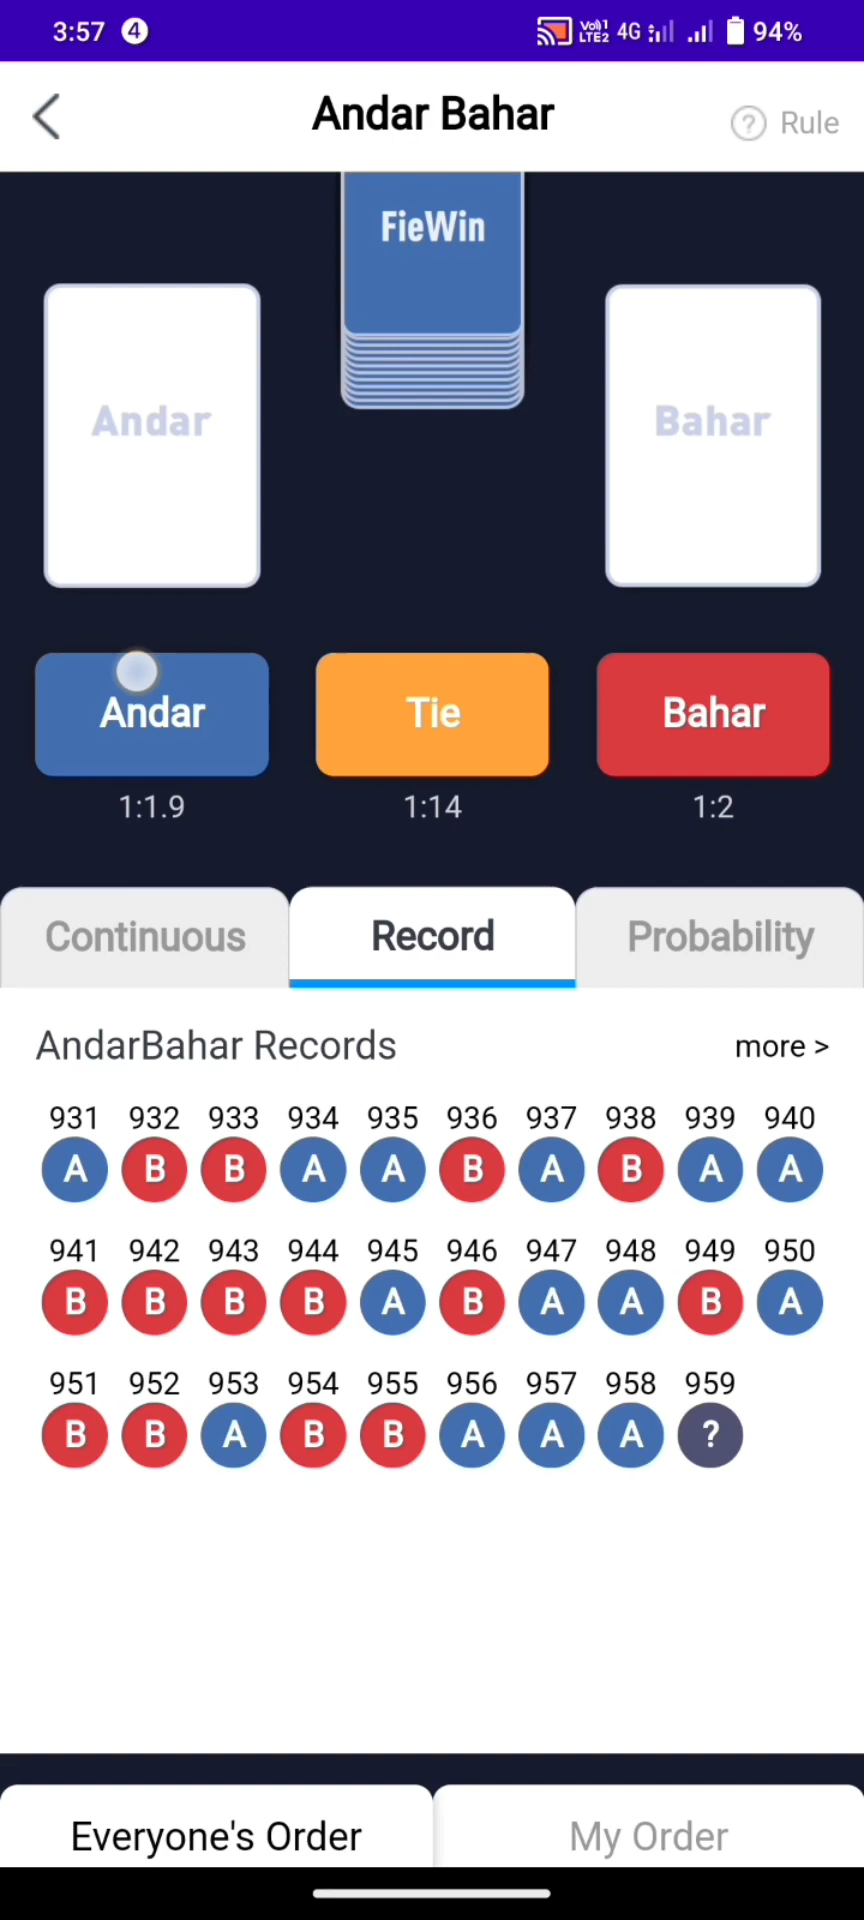 3:57 4 Vo)) 1 LTE2 4G 94%
Andar Bahar
? Rule
FieWin
Andar Bahar
Andar Tie Bahar
1:1.9 1:14 1:2
Continuous Record Probability
AndarBahar Records more >
931 932 933 934 935 936 937 938 939 940
A B B A A B A B A A
941 942 943 944 945 946 947 948 949 950
B B B B A B A A B A
951 952 953 954 955 956 957 958 959
B B A B B A A A ?
Everyone's Order My Order